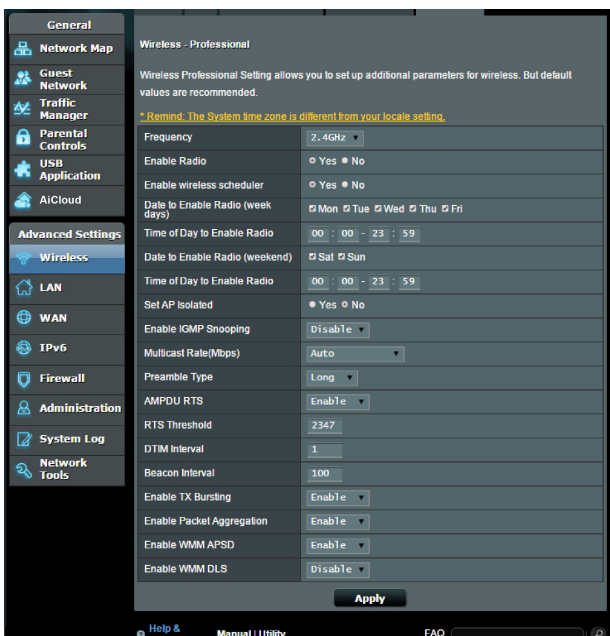 General
Network Map
Guest
Network
Traffic
Manager
Parental
Controls
USB
Application
AiCloud
Advanced Settings
Wireless
LAN
WAN
IPv6
Firewall
Administration
System Log
Network
Tools
Wireless - Professional
Wireless Professional Setting allows you to set up additional parameters for wireless. But default
values are recommended.
* Remind: The System time zone is different from your locale setting.
Frequency 2.4GHz
Enable Radio Yes No
Enable wireless scheduler Yes No
Date to Enable Radio (week
days) Mon Tue Wed Thu Fri
Time of Day to Enable Radio 00 : 00 - 23 : 59
Date to Enable Radio (weekend) Sat Sun
Time of Day to Enable Radio 00 : 00 - 23 : 59
Set AP Isolated Yes No
Enable IGMP Snooping Disable
Multicast Rate(Mbps) Auto
Preamble Type Long
AMPDU RTS Enable
RTS Threshold 2347
DTIM Interval 1
Beacon Interval 100
Enable TX Bursting Enable
Enable Packet Aggregation Enable
Enable WMM APSD Enable
Enable WMM DLS Disable
Apply
Help &
Manual | Utility
FAQ